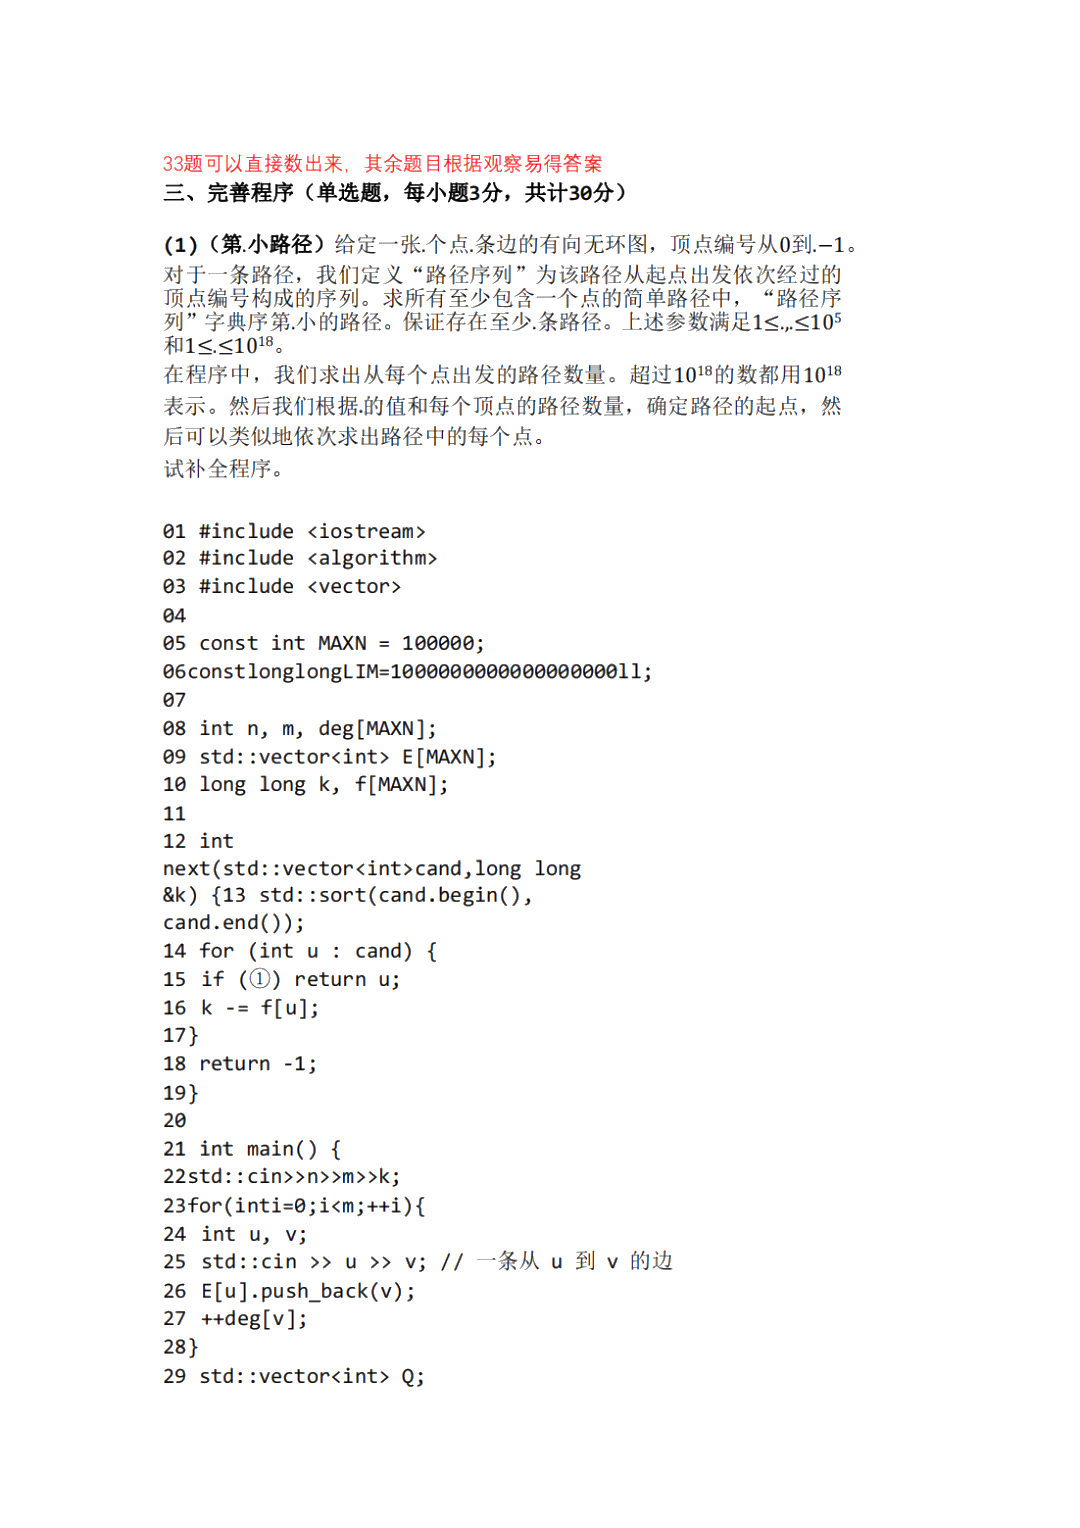 33题可以直接数出来，其余题目根据观察易得答案
三、完善程序（单选题，每小题3分，共计30分）
(1)（第.小路径）给定一张.个点.条边的有向无环图，顶点编号从0到.−1。
对于一条路径，我们定义“路径序列”为该路径从起点出发依次经过的
顶点编号构成的序列。求所有至少包含一个点的简单路径中，“路径序
列”字典序第.小的路径。保证存在至少.条路径。上述参数满足1≤.,.≤10⁵
和1≤.≤10¹⁸。
在程序中，我们求出从每个点出发的路径数量。超过10¹⁸的数都用10¹⁸
表示。然后我们根据.的值和每个顶点的路径数量，确定路径的起点，然
后可以类似地依次求出路径中的每个点。
试补全程序。
01 #include <iostream>
02 #include <algorithm>
03 #include <vector>
04
05 const int MAXN = 100000;
06constlonglongLIM=1000000000000000000ll;
07
08 int n, m, deg[MAXN];
09 std::vector<int> E[MAXN];
10 long long k, f[MAXN];
11
12 int
next(std::vector<int>cand,long long
&k) {13 std::sort(cand.begin(),
cand.end());
14 for (int u : cand) {
15 if (①) return u;
16 k -= f[u];
17}
18 return -1;
19}
20
21 int main() {
22std::cin>>n>>m>>k;
23for(inti=0;i<m;++i){
24 int u, v;
25 std::cin >> u >> v; // 一条从 u 到 v 的边
26 E[u].push_back(v);
27 ++deg[v];
28}
29 std::vector<int> Q;